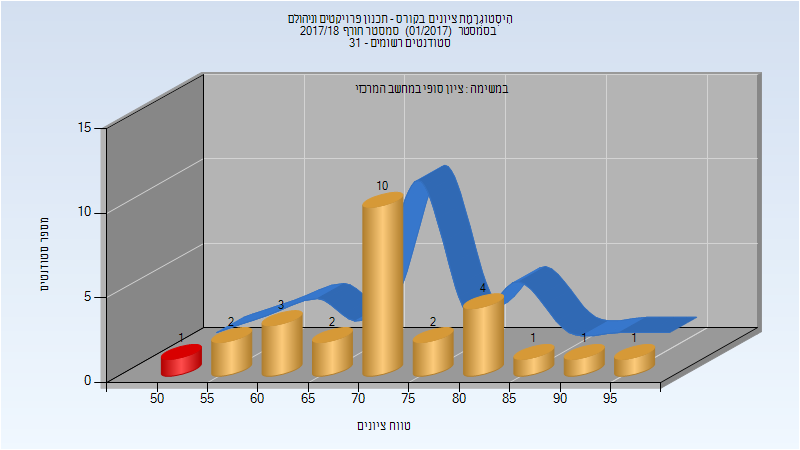 היסטוגרמת ציונים בקורס - תכנון פרויקטים וניהולם
בסמסטר (01/2017) סמסטר חורף 2017/18
סטודנטים רשומים - 31
במשימה : ציון סופי במחשב המרכזי
מספר סטודנטים
15
10
5
0
1
2
3
2
10
2
4
1
1
1
50 55 60 65 70 75 80 85 90 95
טווח ציונים